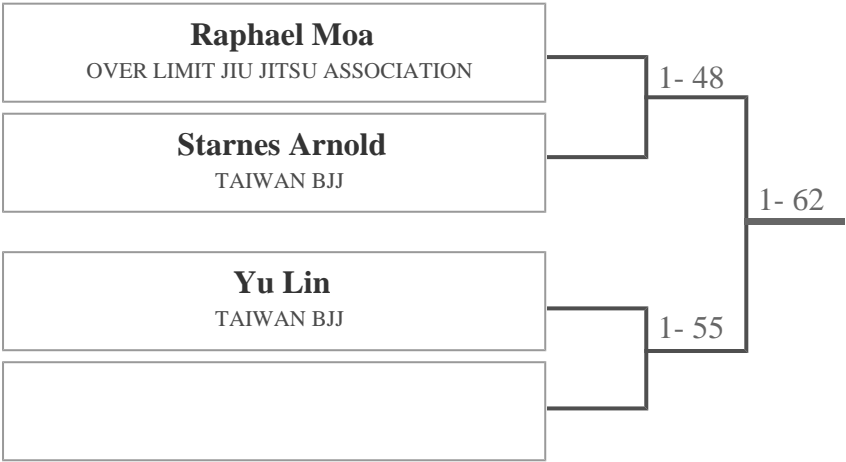 Raphael Moa
OVER LIMIT JIU JITSU ASSOCIATION
1- 48
Starnes Arnold
TAIWAN BJJ
1- 62
Yu Lin
TAIWAN BJJ
1- 55